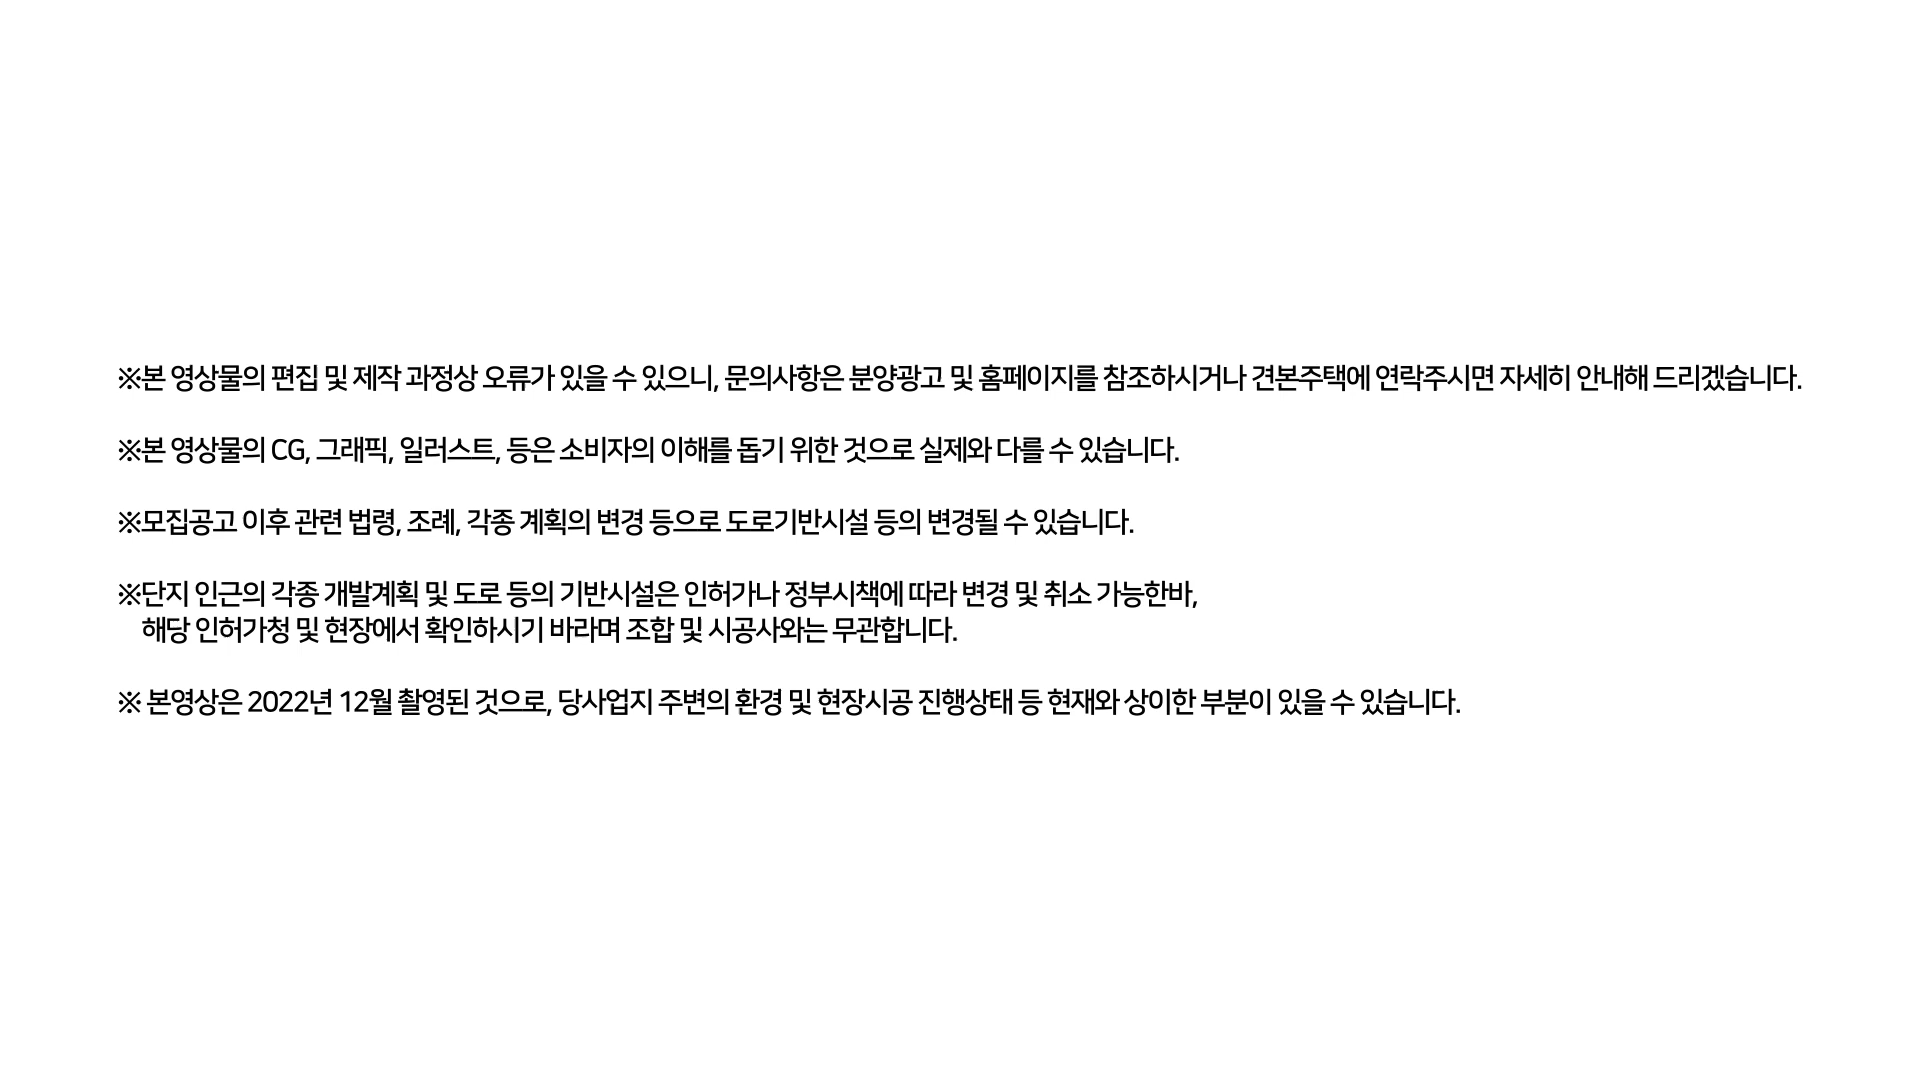 ※본 영상물의 편집 및 제작 과정상 오류가 있을 수 있으니, 문의사항은 분양광고 및 홈페이지를 참조하시거나 견본주택에 연락주시면 자세히 안내해 드리겠습니다.
※본 영상물의 CG, 그래픽, 일러스트, 등은 소비자의 이해를 돕기 위한 것으로 실제와 다를 수 있습니다.
※모집공고 이후 관련 법령, 조례, 각종 계획의 변경 등으로 도로기반시설 등의 변경될 수 있습니다.
※단지 인근의 각종 개발계획 및 도로 등의 기반시설은 인허가나 정부시책에 따라 변경 및 취소 가능한바,
해당 인허가청 및 현장에서 확인하시기 바라며 조합 및 시공사와는 무관합니다.
※ 본영상은 2022년 12월 촬영된 것으로, 당사업지 주변의 환경 및 현장시공 진행상태 등 현재와 상이한 부분이 있을 수 있습니다.